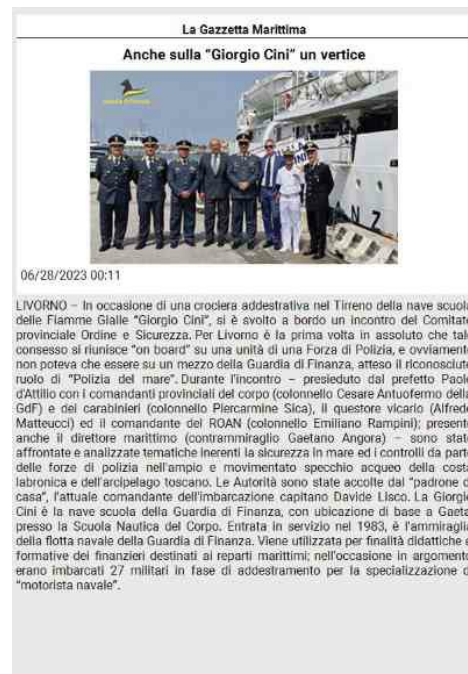 La Gazzetta Marittima
Anche sulla “Giorgio Cini” un vertice
06/28/2023 00:11
LIVORNO – In occasione di una crociera addestrativa nel Tirreno della nave scuola
delle Fiamme Gialle “Giorgio Cini”, si è svolto a bordo un incontro del Comitato
provinciale Ordine e Sicurezza. Per Livorno è la prima volta in assoluto che tale
consesso si riunisce “on board” su una unità di una Forza di Polizia, e ovviamente
non poteva che essere su un mezzo della Guardia di Finanza, atteso il riconosciuto
ruolo di “Polizia del mare”. Durante l'incontro – presieduto dal prefetto Paolo
d'Attilio con i comandanti provinciali del corpo (colonnello Cesare Antuofermo della
GdF) e dei carabinieri (colonnello Piercarmine Sica), il questore vicario (Alfredo
Matteucci) ed il comandante del ROAN (colonnello Emiliano Rampini); presente
anche il direttore marittimo (contrammiraglio Gaetano Angora) – sono state
affrontate e analizzate tematiche inerenti la sicurezza in mare ed i controlli da parte
delle forze di polizia nell'ampio e movimentato specchio acqueo della costa
labronica e dell'arcipelago toscano. Le Autorità sono state accolte dal “padrone di
casa”, l'attuale comandante dell'imbarcazione capitano Davide Lisco. La Giorgio
Cini è la nave scuola della Guardia di Finanza, con ubicazione di base a Gaeta
presso la Scuola Nautica del Corpo. Entrata in servizio nel 1983, è l'ammiraglia
della flotta navale della Guardia di Finanza. Viene utilizzata per finalità didattiche e
formative dei finanzieri destinati ai reparti marittimi; nell'occasione in argomento
erano imbarcati 27 militari in fase di addestramento per la specializzazione di
“motorista navale”.